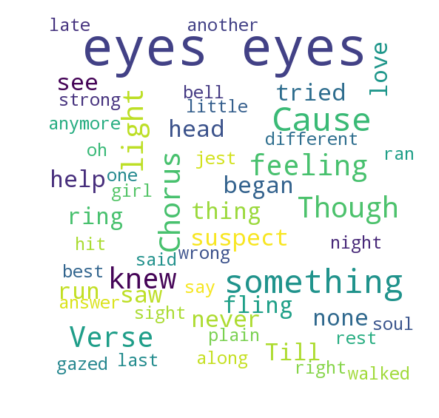 late another
eyes eyes
see bell tried love
strong little
anymore light head Cause
different
oh jest feeling ran
help one girl began
ring Chorus thing Though
hit said suspect night
wrong
best knew something
run saw say
answer sight fling none soul
Verse never plain rest
gazed last along Till
right walked